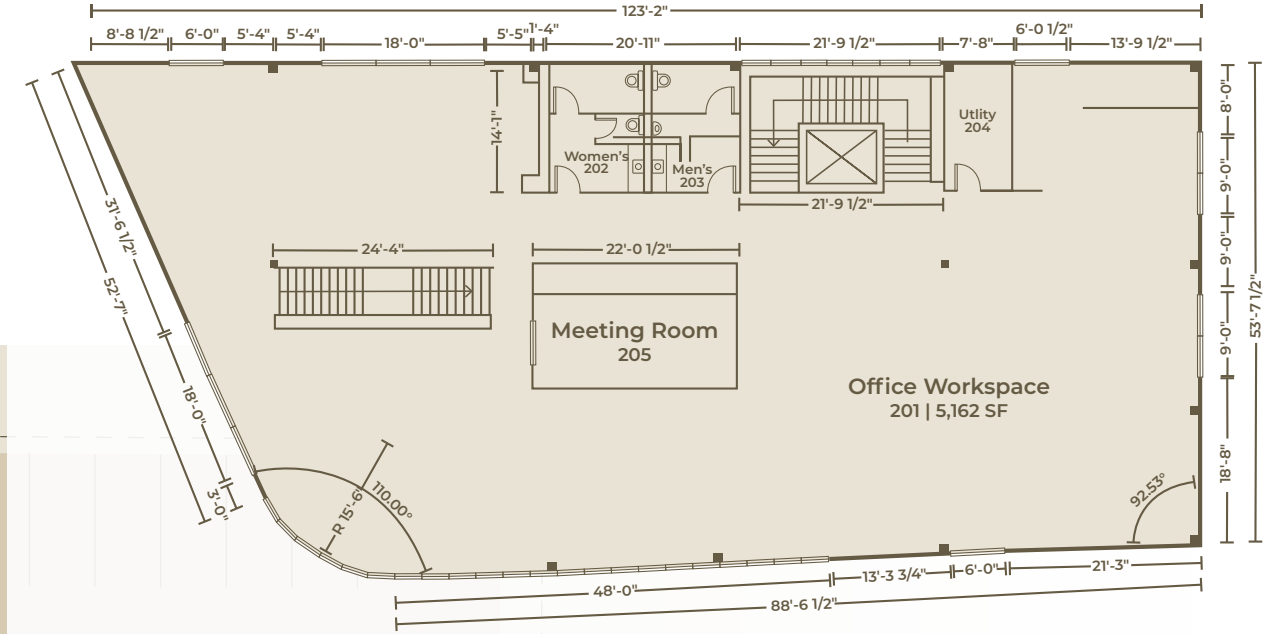 123'-2"
8'-8 1/2" 6'-0" 5'-4" 5'-4" 18'-0" 5'-5" 1'-4" 20'-11" 21'-9 1/2" 7'-8" 6'-0 1/2" 13'-9 1/2"
8'-0"
14'-1"
Utlity
204
Women's
202
Men's
203
9'-0"
21'-9 1/2"
31'-6 1/2"
24'-4"
22'-0 1/2"
9'-0"
52'-7"
53'-7 1/2"
Meeting Room
205
9'-0"
18'-0"
Office Workspace
201 | 5,162 SF
18'-8"
3'-0"
R 15'-6"
110.00°
92.53°
48'-0" 13'-3 3/4" 6'-0" 21'-3"
88'-6 1/2"